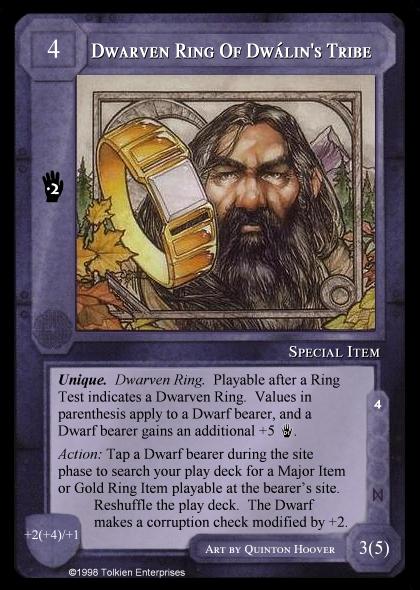 4
DWARVEN RING OF DWÁLIN'S TRIBE
2
SPECIAL ITEM
Unique. Dwarven Ring. Playable after a Ring
Test indicates a Dwarven Ring. Values in
parenthesis apply to a Dwarf bearer, and a
Dwarf bearer gains an additional +5 .
Action: Tap a Dwarf bearer during the site
phase to search your play deck for a Major Item
or Gold Ring Item playable at the bearer's site.
Reshuffle the play deck. The Dwarf
makes a corruption check modified by +2.
4
+2(+4)/+1
ART BY QUINTON HOOVER
3(5)
©1998 Tolkien Enterprises